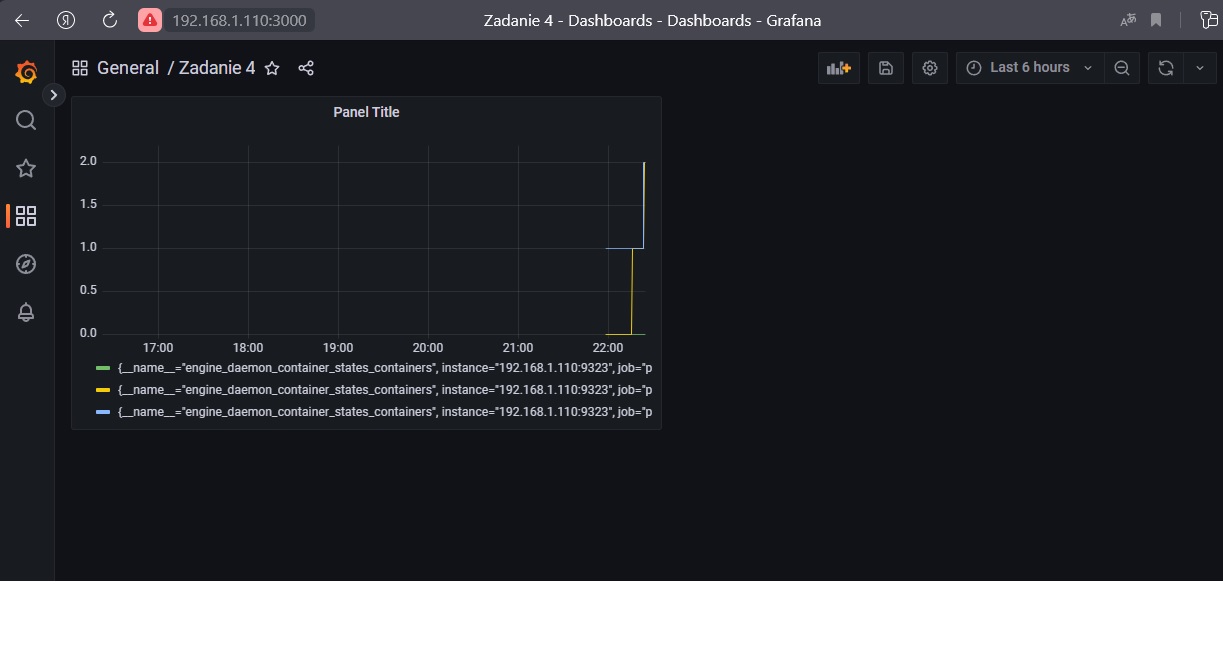 Я 192.168.1.110:3000 Zadanie 4 - Dashboards - Dashboards - Grafana
General / Zadanie 4 Last 6 hours
Panel Title
2.0
1.5
1.0
0.5
0.0
17:00 18:00 19:00 20:00 21:00 22:00
{__name__="engine_daemon_container_states_containers", instance="192.168.1.110:9323", job="p
{__name__="engine_daemon_container_states_containers", instance="192.168.1.110:9323", job="p
{__name__="engine_daemon_container_states_containers", instance="192.168.1.110:9323", job="p